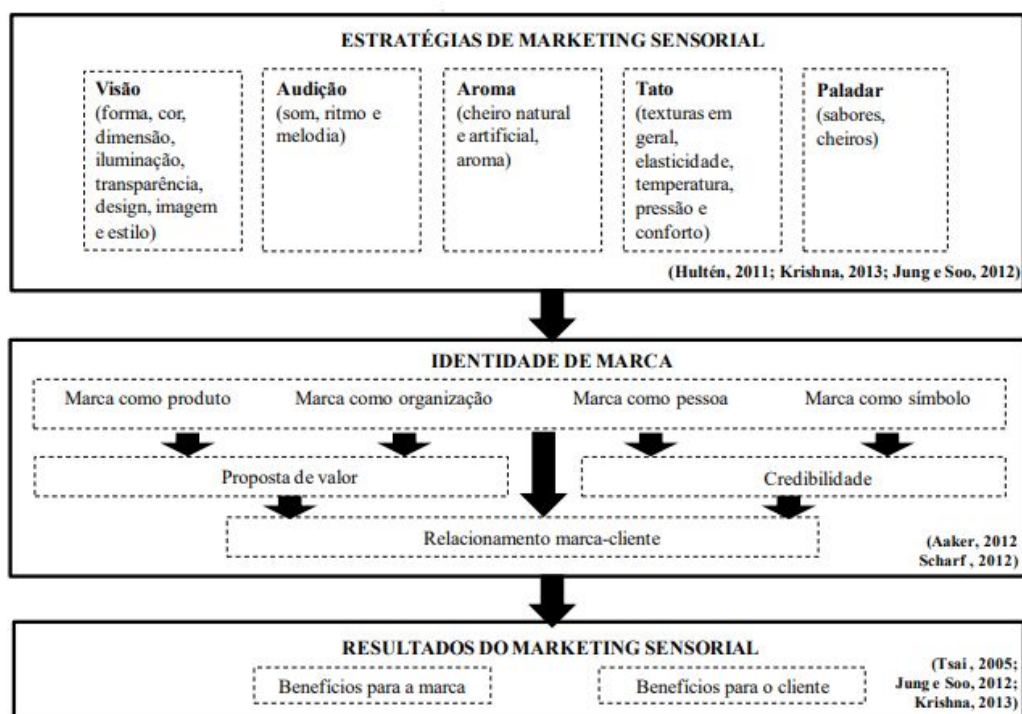 ESTRATÉGIAS DE MARKETING SENSORIAL
Visão
(forma, cor,
dimensão,
iluminação,
transparência,
design, imagem
e estilo)
Audição
(som, ritmo e
melodia)
Aroma
(cheiro natural
e artificial,
aroma)
Tato
(texturas em
geral,
elasticidade,
temperatura,
pressão e
conforto)
Paladar
(sabores,
cheiros)
(Hultén, 2011; Krishna, 2013; Jung e Soo, 2012)
IDENTIDADE DE MARCA
Marca como produto
Marca como organização
Marca como pessoa
Marca como símbolo
Proposta de valor
Credibilidade
Relacionamento marca-cliente
(Aaker, 2012
Scharf , 2012)
RESULTADOS DO MARKETING SENSORIAL
Benefícios para a marca
Benefícios para o cliente
(Tsai , 2005;
Jung e Soo, 2012;
Krishna, 2013)